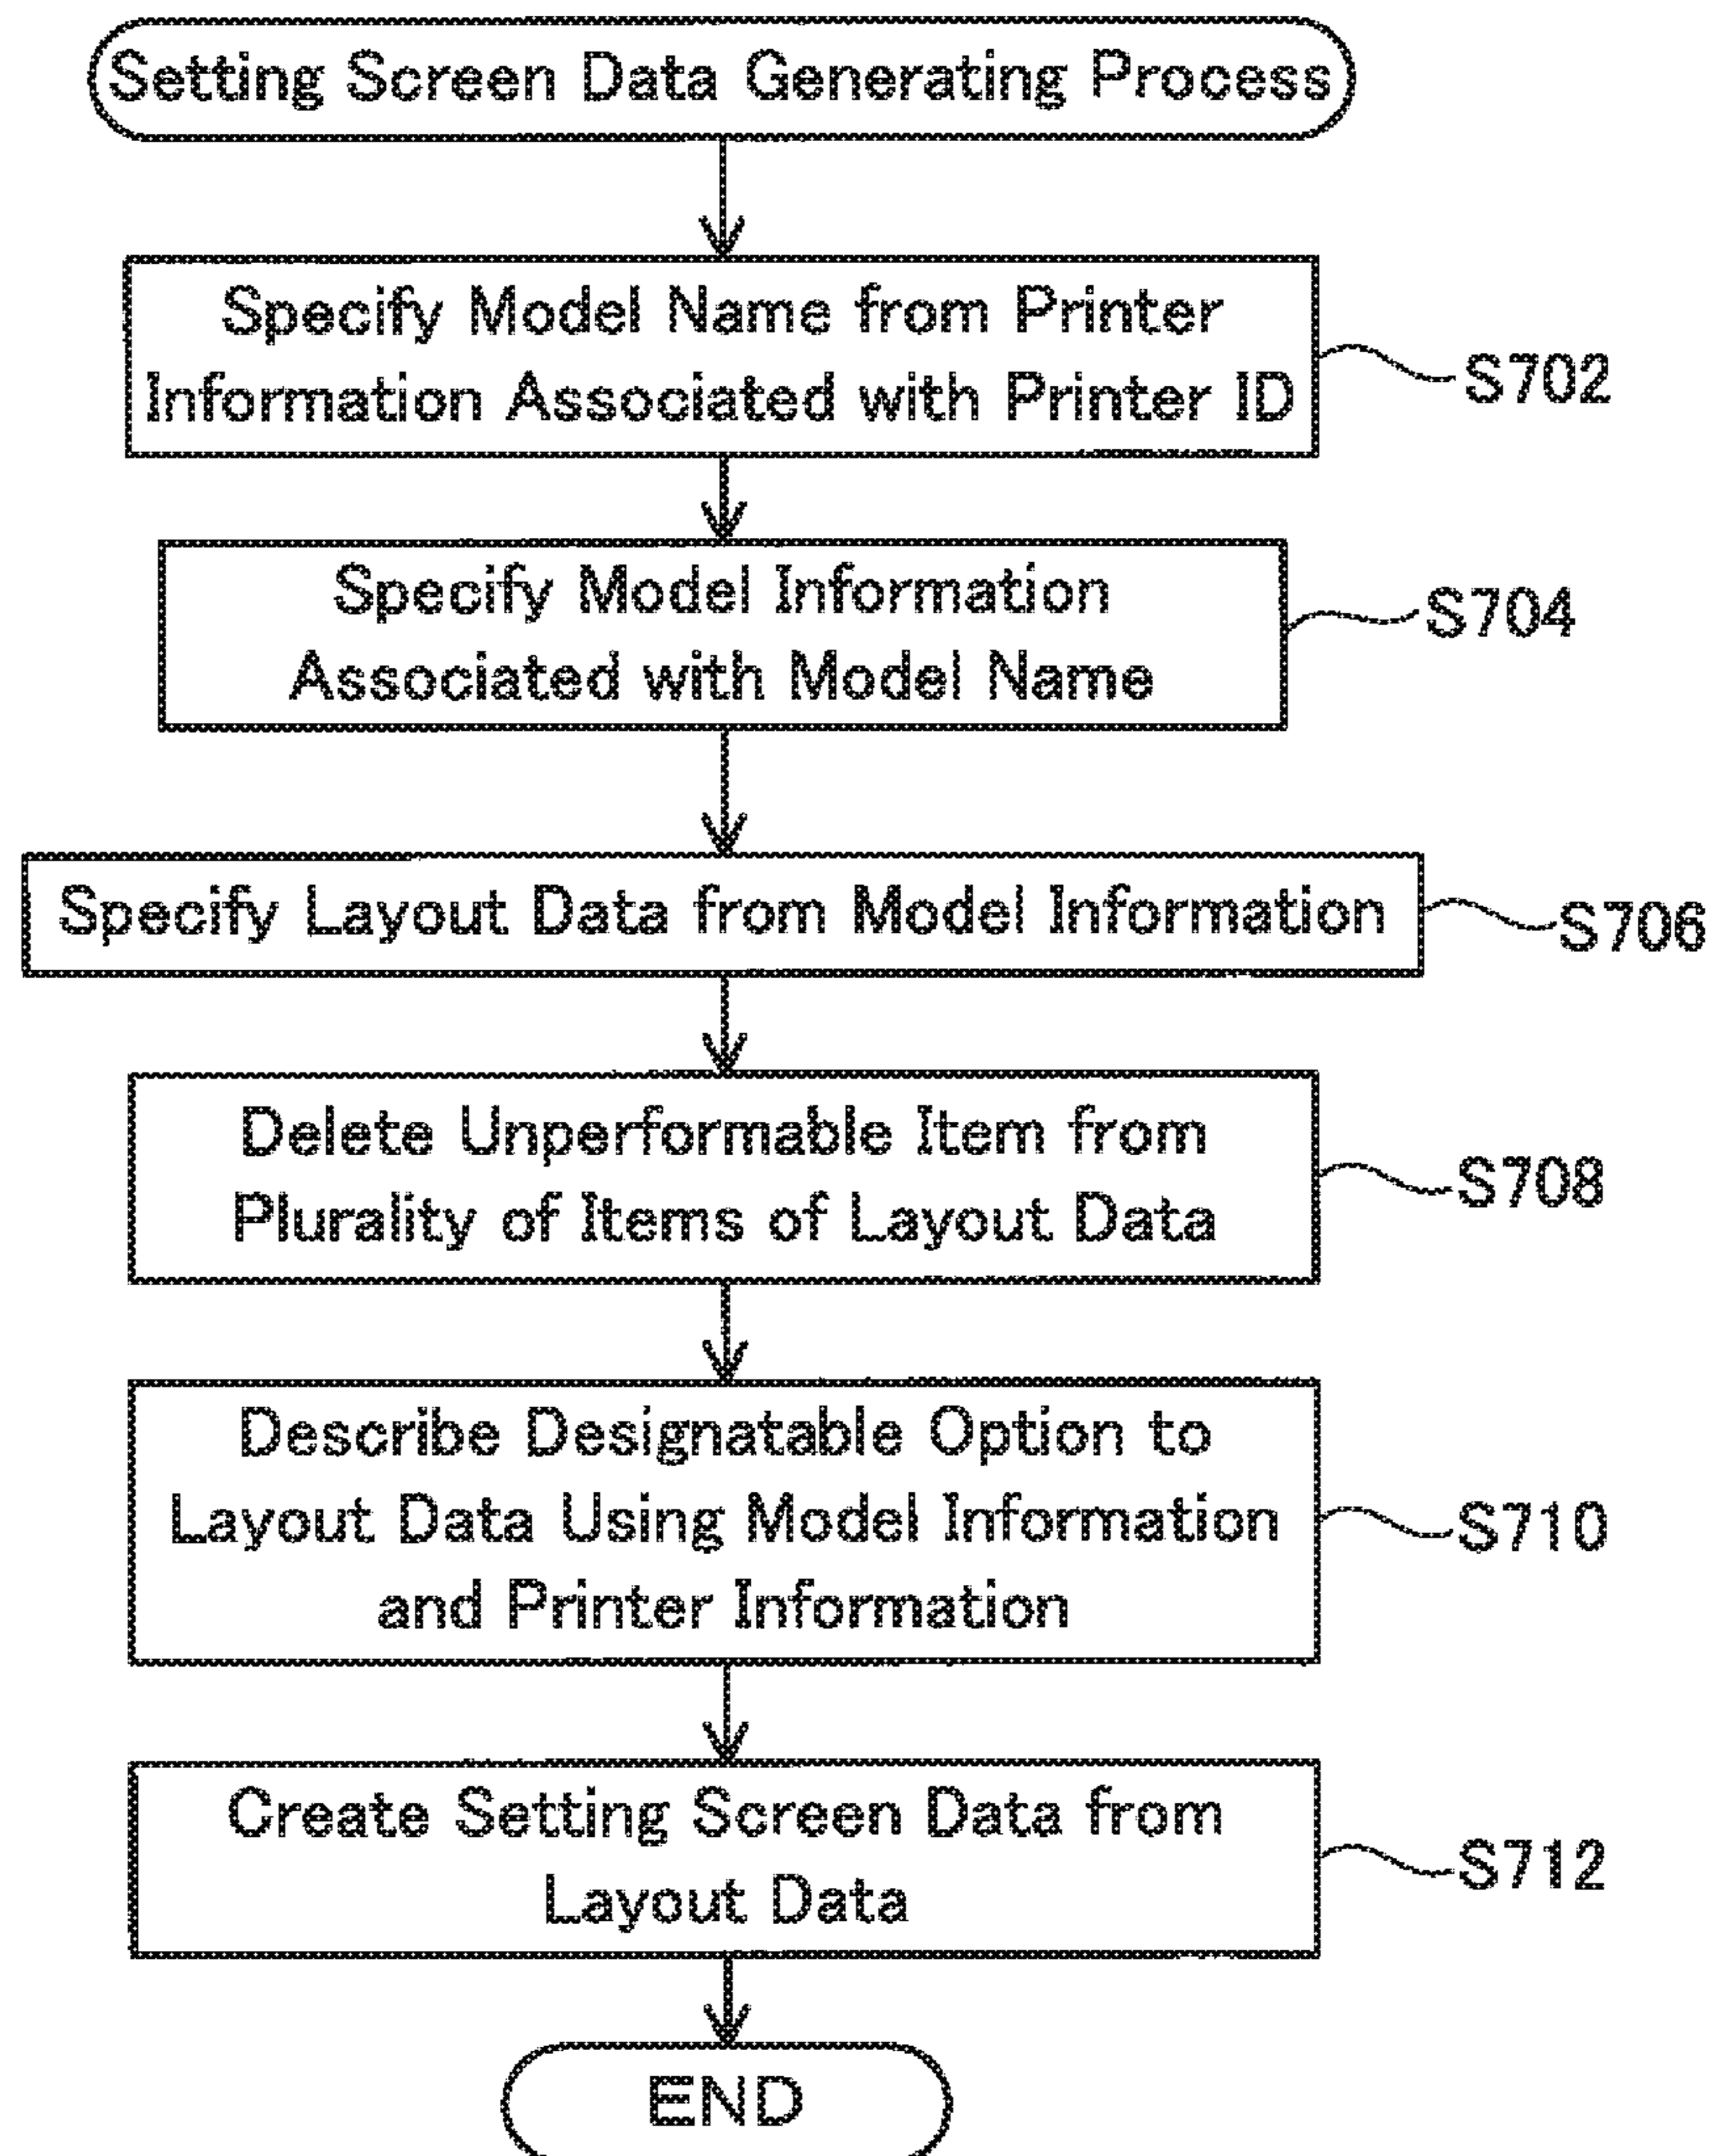 Setting Screen Data Generating Process
Specify Model Name from Printer
Information Associated with Printer ID
S702
Specify Model Information
Associated with Model Name
S704
Specify Layout Data from Model Information
S706
Delete Unperformable Item from
Plurality of Items of Layout Data
S708
Describe Designatable Option to
Layout Data Using Model Information
and Printer Information
S710
Create Setting Screen Data from
Layout Data
S712
END